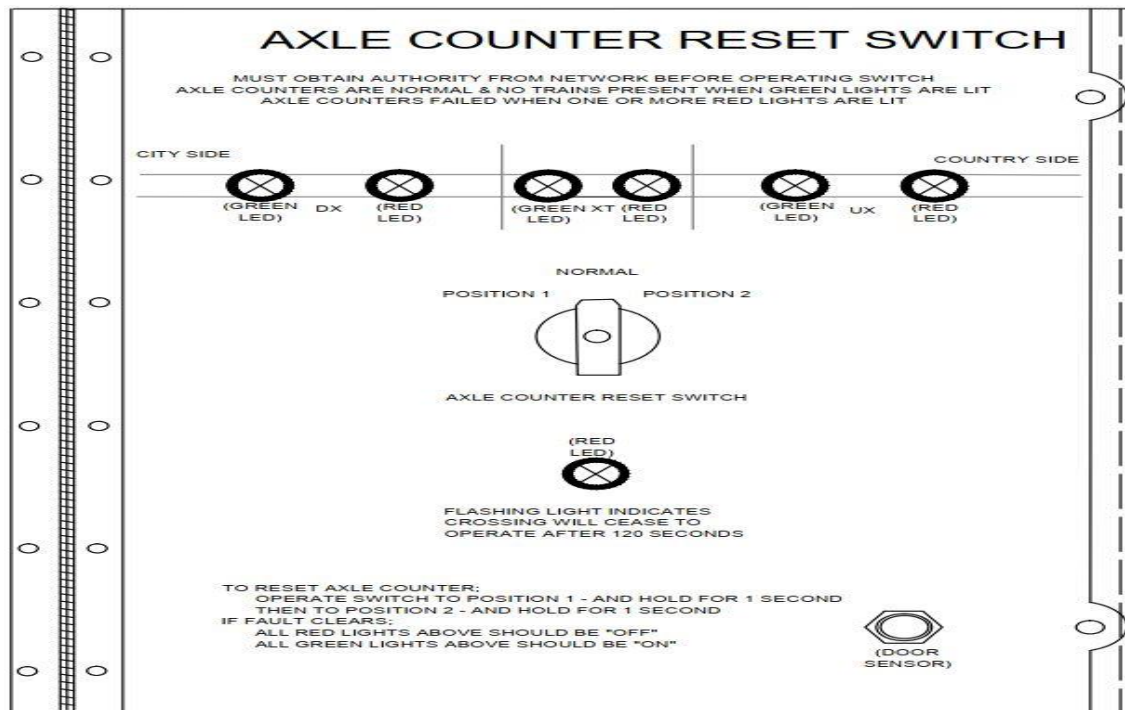 AXLE COUNTER RESET SWITCH
MUST OBTAIN AUTHORITY FROM NETWORK BEFORE OPERATING SWITCH
AXLE COUNTERS ARE NORMAL & NO TRAINS PRESENT WHEN GREEN LIGHTS ARE LIT
AXLE COUNTERS FAILED WHEN ONE OR MORE RED LIGHTS ARE LIT
CITY SIDE
COUNTRY SIDE
(GREEN
LED)
DX
(RED
LED)
(GREEN
LED)
XT
(RED
LED)
(GREEN
LED)
UX
(RED
LED)
NORMAL
POSITION 1
POSITION 2
AXLE COUNTER RESET SWITCH
(RED
LED)
FLASHING LIGHT INDICATES
CROSSING WILL CEASE TO
OPERATE AFTER 120 SECONDS
TO RESET AXLE COUNTER;
OPERATE SWITCH TO POSITION 1 - AND HOLD FOR 1 SECOND
THEN TO POSITION 2 - AND HOLD FOR 1 SECOND
IF FAULT CLEARS;
ALL RED LIGHTS ABOVE SHOULD BE "OFF"
ALL GREEN LIGHTS ABOVE SHOULD BE "ON"
(DOOR
SENSOR)